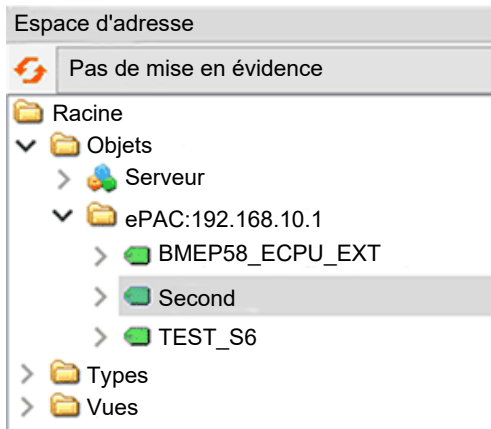 Espace d'adresse
Pas de mise en évidence
Racine
Objets
Serveur
ePAC:192.168.10.1
BMEP58_ECPU_EXT
Second
TEST_S6
Types
Vues